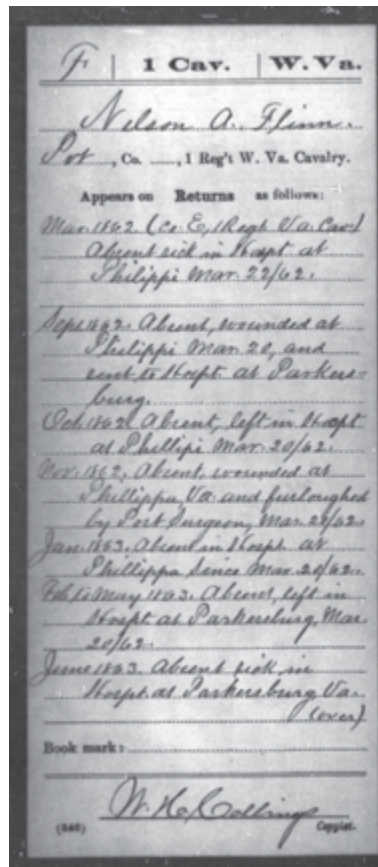 F | 1 Cav. | W. Va.
Nelson A. Flinn.
Pvt, Co. , 1 Reg't W. Va. Cavalry.
Appears on Returns as follows:
Mar. 1862. (Co. E, 1 Regt. Va. Cav.)
Absent sick in Hospt. at
Philippi Mar. 22/62.
Sept 1862. Absent, wounded at
Philippi Mar. 20, and
sent to Hospt. at Parkers-
burg.
Oct. 1862 Absent, left in Hospt
at Phillipi Mar. 20/62.
Nov. 1862, Absent, wounded at
Phillippa, Va. and furloughed
by Post Surgeon, Mar. 22/62.
Jan. 1863. Absent in Hospt. at
Phillippa Since Mar. 20/62.
Feb to May 1863. Absent, left in
Hospt at Parkersburg, Mar.
20/62.
June 1863. Absent sick, in
Hospt. at Parkersburg Va.
(over)
Book mark:
W. H. Collings
(546) Copyist.